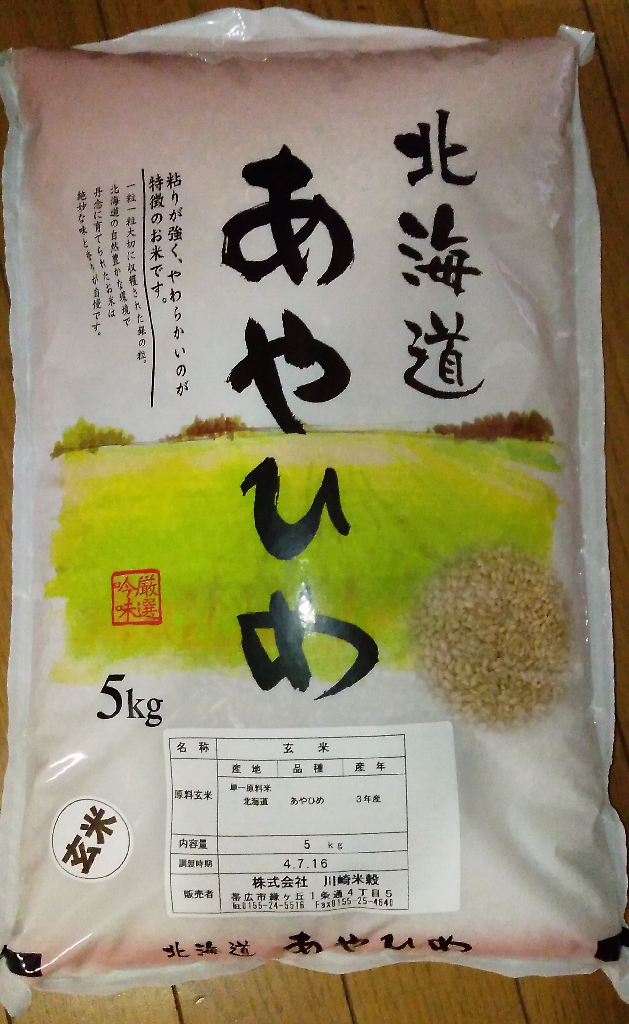 北海道
あやひめ
粘りが強く、やわらかいのが
特徴のお米です。
一粒一粒大切に収穫された緑の粒。
北海道の自然豊かな環境で
丹念に育てられたお米は
絶妙な味と香りが自慢です。
厳選
吟味
5kg
玄米
名 称 玄 米
産 地 品 種 産 年
原料玄米 単一原料米
北海道 あやひめ 3年産
内容量 5 kg
調製時期 4.7.16
販売者 株式会社 川崎米穀
帯広市鎌ヶ丘1条通4丁目5
℡0155-24-5516 Fax0155-25-4640
北海道 あやひめ